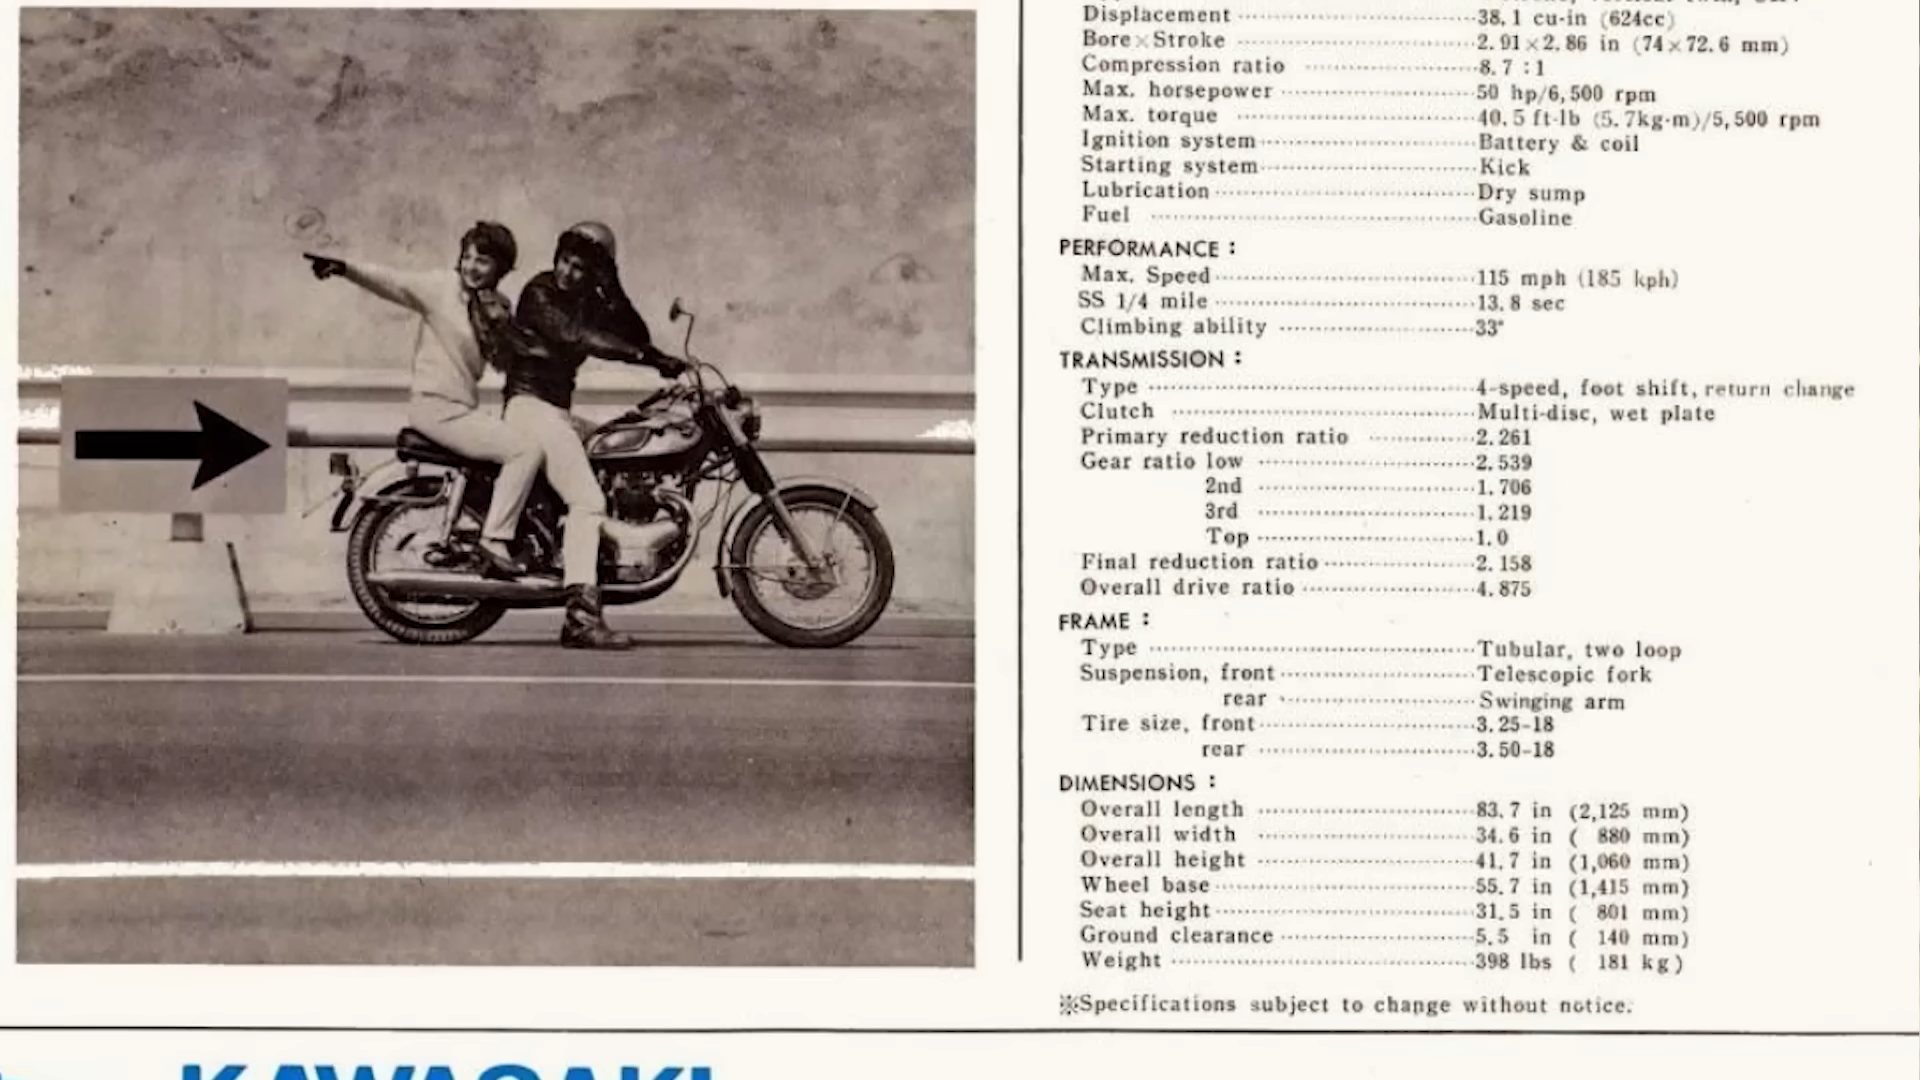 Displacement 38.1 cu-in (624cc)
Bore×Stroke 2.91×2.86 in (74×72.6 mm)
Compression ratio 8.7 : 1
Max. horsepower 50 hp/6,500 rpm
Max. torque 40.5 ft-lb (5.7kg-m)/5,500 rpm
Ignition system Battery & coil
Starting system Kick
Lubrication Dry sump
Fuel Gasoline
PERFORMANCE :
Max. Speed 115 mph (185 kph)
SS 1/4 mile 13.8 sec
Climbing ability 33°
TRANSMISSION :
Type 4-speed, foot shift, return change
Clutch Multi-disc, wet plate
Primary reduction ratio 2.261
Gear ratio low 2.539
2nd 1.706
3rd 1.219
Top 1.0
Final reduction ratio 2.158
Overall drive ratio 4.875
FRAME :
Type Tubular, two loop
Suspension, front Telescopic fork
rear Swinging arm
Tire size, front 3.25-18
rear 3.50-18
DIMENSIONS :
Overall length 83.7 in (2,125 mm)
Overall width 34.6 in ( 880 mm)
Overall height 41.7 in (1,060 mm)
Wheel base 55.7 in (1,415 mm)
Seat height 31.5 in ( 801 mm)
Ground clearance 5.5 in ( 140 mm)
Weight 398 lbs ( 181 kg)
※Specifications subject to change without notice.
KAWASAKI